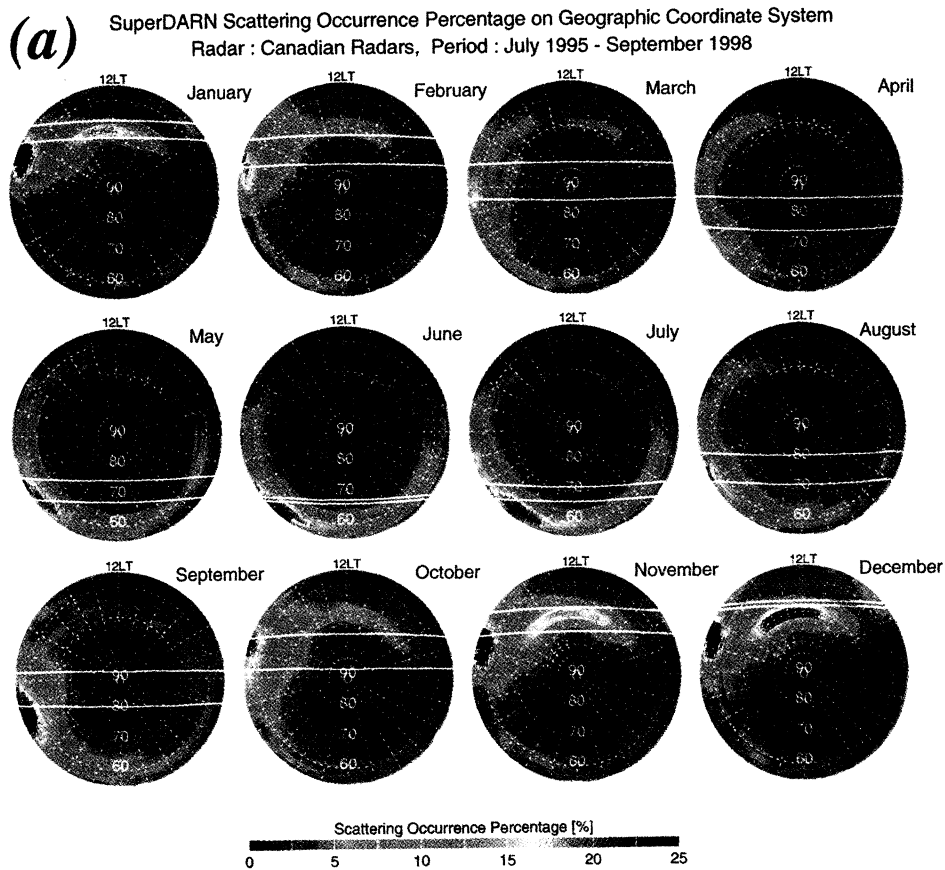 (a)
SuperDARN Scattering Occurrence Percentage on Geographic Coordinate System
Radar : Canadian Radars, Period : July 1995 - September 1998
12LT January 12LT February 12LT March 12LT April
90 90 90 90
80 80 80 80
70 70 70 70
60 60 60 60
12LT May 12LT June 12LT July 12LT August
90 90 90 90
80 80 80 80
70 70 70 70
60 60 60 60
12LT September 12LT October 12LT November 12LT December
90 90 90 90
80 80 80 80
70 70 70 70
60 60 60 60
Scattering Occurrence Percentage [%]
0 5 10 15 20 25